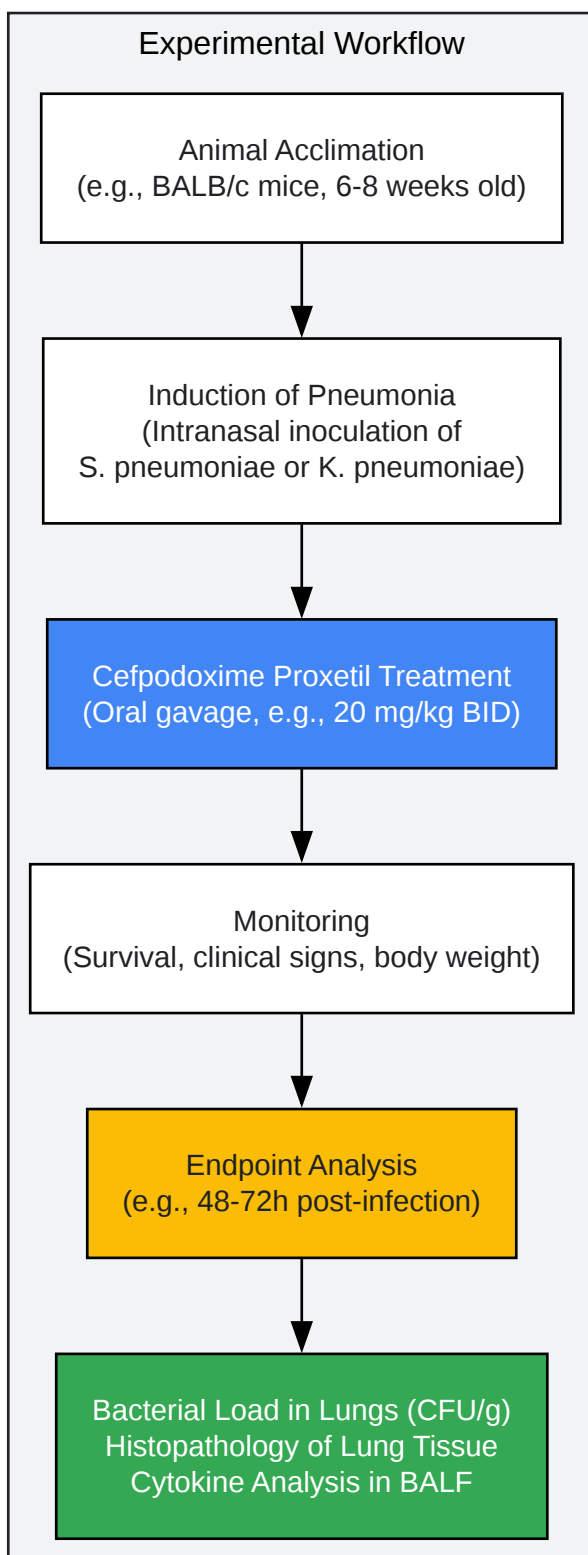 Experimental Workflow
Animal Acclimation
(e.g., BALB/c mice, 6-8 weeks old)
Induction of Pneumonia
(Intranasal inoculation of
S. pneumoniae or K. pneumoniae)
Cefpodoxime Proxetil Treatment
(Oral gavage, e.g., 20 mg/kg BID)
Monitoring
(Survival, clinical signs, body weight)
Endpoint Analysis
(e.g., 48-72h post-infection)
Bacterial Load in Lungs (CFU/g)
Histopathology of Lung Tissue
Cytokine Analysis in BALF